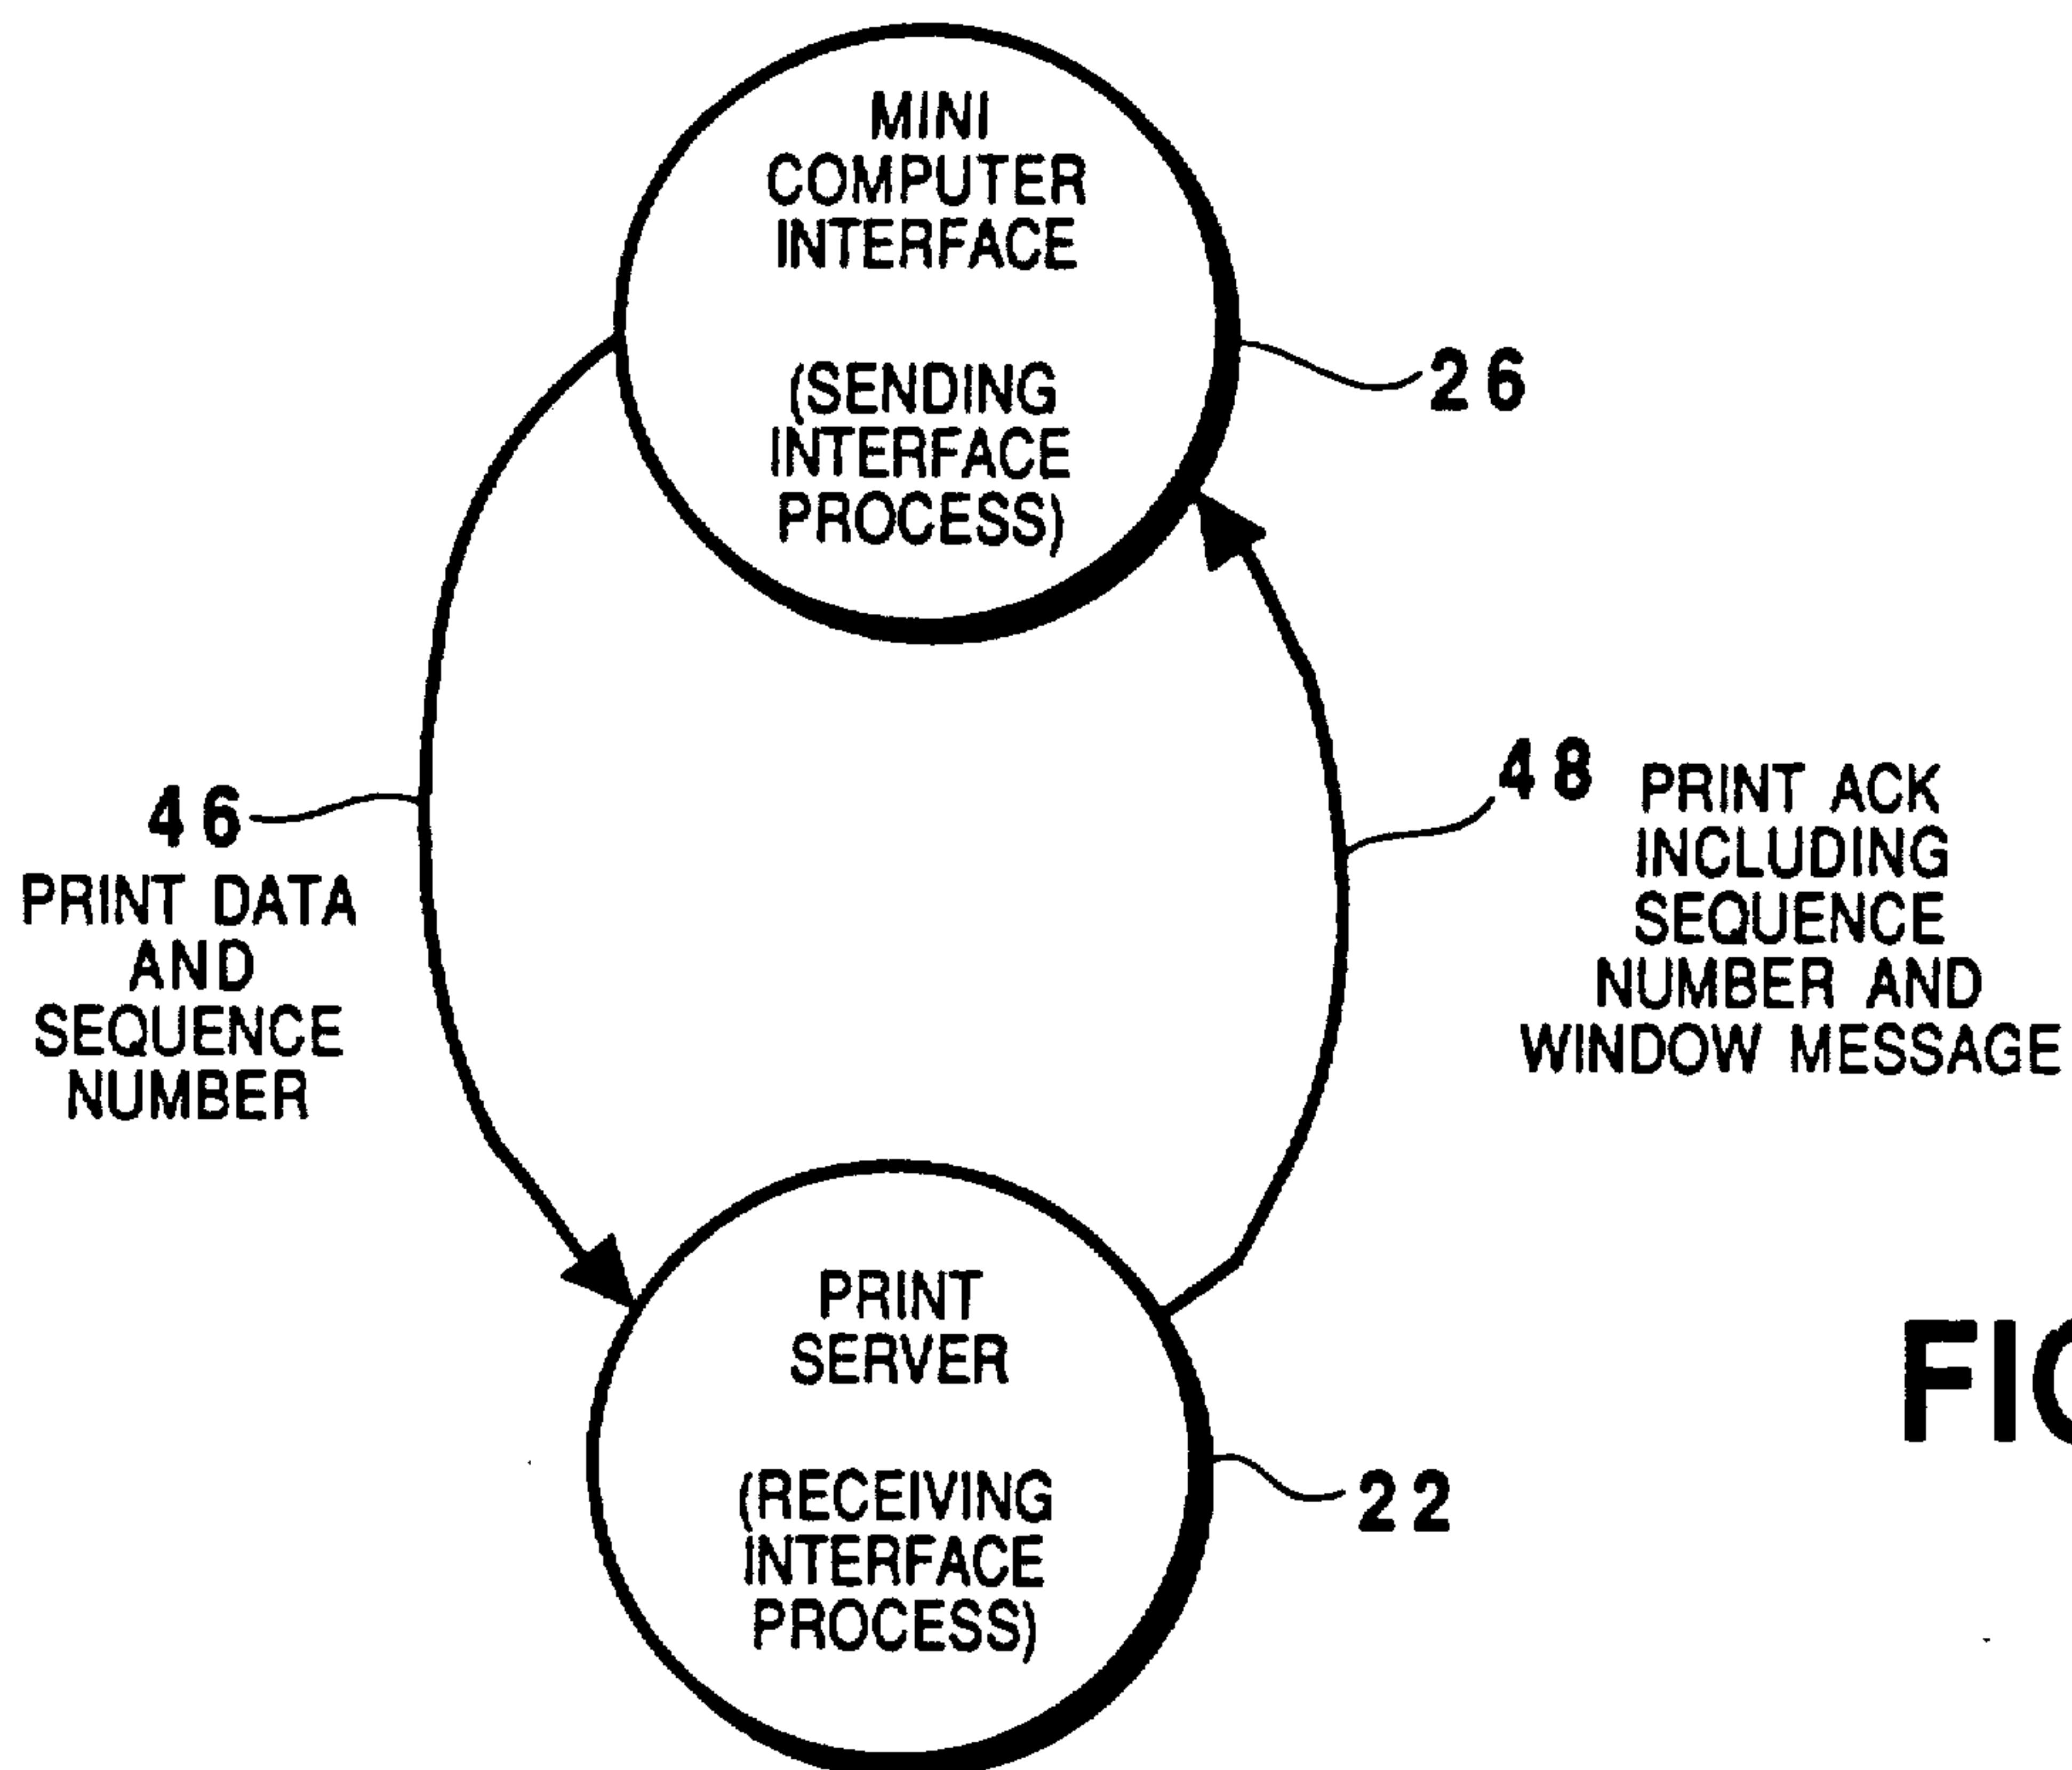 MINI
COMPUTER
INTERFACE
(SENDING
INTERFACE
PROCESS)
26
46
PRINT DATA
AND
SEQUENCE
NUMBER
48
PRINT ACK
INCLUDING
SEQUENCE
NUMBER AND
WINDOW MESSAGE
PRINT
SERVER
(RECEIVING
INTERFACE
PROCESS)
22